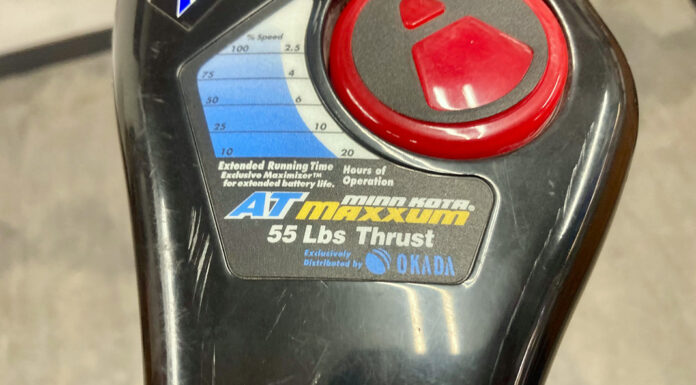 % Speed
100 2.5
75 4
50 6
25 10
10 20
Extended Running Time
Exclusive Maximizer™
for extended battery life.
Hours of
Operation
MINN KOTA®
AT MAXXUM
55 Lbs Thrust
Exclusively
Distributed by OKADA